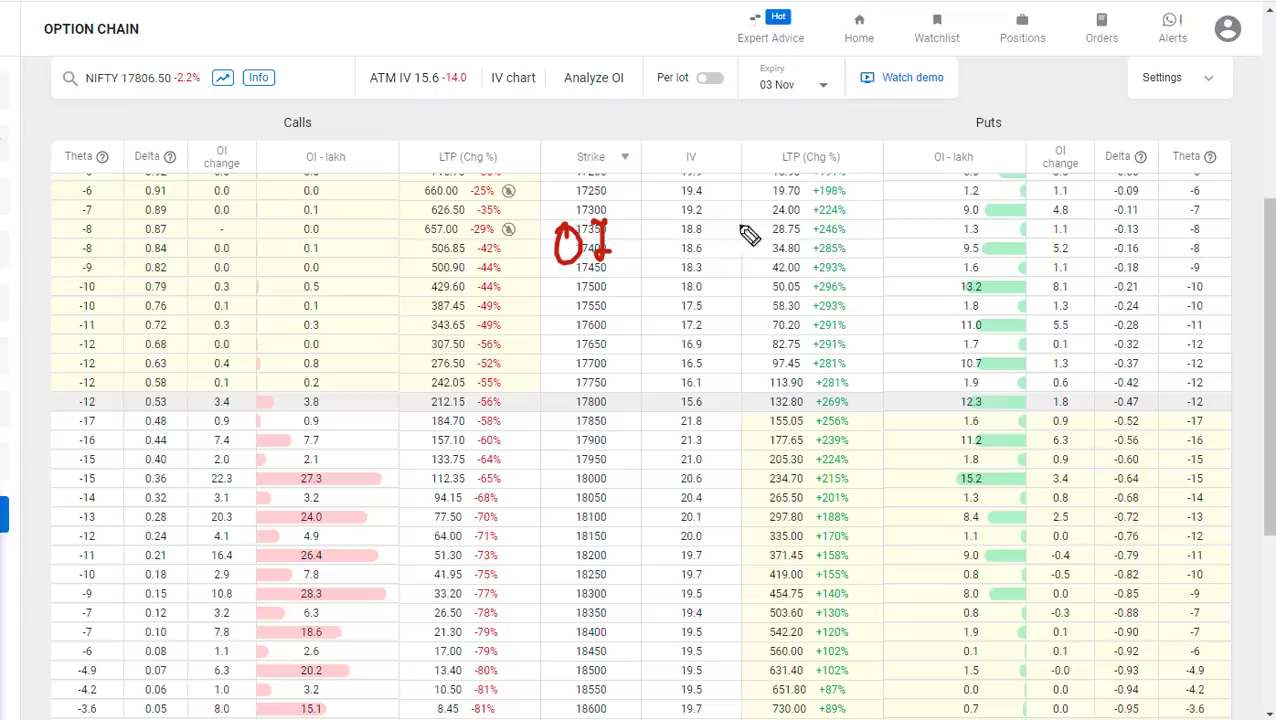 OPTION CHAIN
Hot
Expert Advice
Home
Watchlist
Positions
Orders
Alerts
NIFTY 17806.50 -2.2% Info
ATM IV 15.6 -14.0
IV chart
Analyze OI
Per lot
Expiry
03 Nov
Watch demo
Settings
Calls Puts
Theta Delta OI change OI - lakh LTP (Chg %) Strike IV LTP (Chg %) OI - lakh OI change Delta Theta
-6 0.91 0.0 0.0 660.00 -25% 17250 19.4 19.70 +198% 1.2 1.1 -0.09 -6
-7 0.89 0.0 0.1 626.50 -35% 17300 19.2 24.00 +224% 9.0 4.8 -0.11 -7
-8 0.87 - 0.0 657.00 -29% 17350 18.8 28.75 +246% 1.3 1.1 -0.13 -8
OI
-8 0.84 0.0 0.1 506.85 -42% 17400 18.6 34.80 +285% 9.5 5.2 -0.16 -8
-9 0.82 0.0 0.1 500.90 -44% 17450 18.3 42.00 +293% 1.6 1.1 -0.18 -9
-10 0.79 0.3 0.5 429.60 -44% 17500 18.0 50.05 +296% 13.2 8.1 -0.21 -10
-10 0.76 0.1 0.1 387.45 -49% 17550 17.5 58.30 +293% 1.8 1.3 -0.24 -10
-11 0.72 0.3 0.3 343.65 -49% 17600 17.2 70.20 +291% 11.0 5.5 -0.28 -11
-12 0.68 0.0 0.0 307.50 -56% 17650 16.9 82.75 +291% 1.7 0.1 -0.32 -12
-12 0.63 0.4 0.8 276.50 -52% 17700 16.5 97.45 +281% 10.7 1.3 -0.37 -12
-12 0.58 0.1 0.2 242.05 -55% 17750 16.1 113.90 +281% 1.9 0.6 -0.42 -12
-12 0.53 3.4 3.8 212.15 -56% 17800 15.6 132.80 +269% 12.3 1.8 -0.47 -12
-17 0.48 0.9 0.9 184.70 -58% 17850 21.8 155.05 +256% 1.6 0.9 -0.52 -17
-16 0.44 7.4 7.7 157.10 -60% 17900 21.3 177.65 +239% 11.2 6.3 -0.56 -16
-15 0.40 2.0 2.1 133.75 -64% 17950 21.0 205.30 +224% 1.8 0.9 -0.60 -15
-15 0.36 22.3 27.3 112.35 -65% 18000 20.6 234.70 +215% 15.2 3.4 -0.64 -15
-14 0.32 3.1 3.2 94.15 -68% 18050 20.4 265.50 +201% 1.3 0.8 -0.68 -14
-13 0.28 20.3 24.0 77.50 -70% 18100 20.1 297.80 +188% 8.4 2.5 -0.72 -13
-12 0.24 4.1 4.9 64.00 -71% 18150 20.0 335.00 +170% 1.1 0.0 -0.76 -12
-11 0.21 16.4 26.4 51.30 -73% 18200 19.7 371.45 +158% 9.0 -0.4 -0.79 -11
-10 0.18 2.9 7.8 41.95 -75% 18250 19.7 419.00 +155% 0.8 -0.5 -0.82 -10
-9 0.15 10.8 28.3 33.20 -77% 18300 19.5 454.75 +140% 8.0 0.0 -0.85 -9
-7 0.12 3.2 6.3 26.50 -78% 18350 19.4 503.60 +130% 0.8 -0.3 -0.88 -7
-7 0.10 7.8 18.6 21.30 -79% 18400 19.5 542.20 +120% 1.9 0.1 -0.90 -7
-6 0.08 1.1 2.6 17.00 -79% 18450 19.5 560.00 +102% 0.1 0.1 -0.92 -6
-4.9 0.07 6.3 20.2 13.40 -80% 18500 19.5 631.40 +102% 1.5 -0.0 -0.93 -4.9
-4.2 0.06 1.0 3.2 10.50 -81% 18550 19.5 651.80 +87% 0.0 0.0 -0.94 -4.2
-3.6 0.05 8.0 15.1 8.45 -81% 18600 19.7 730.00 +89% 0.7 0.0 -0.95 -3.6